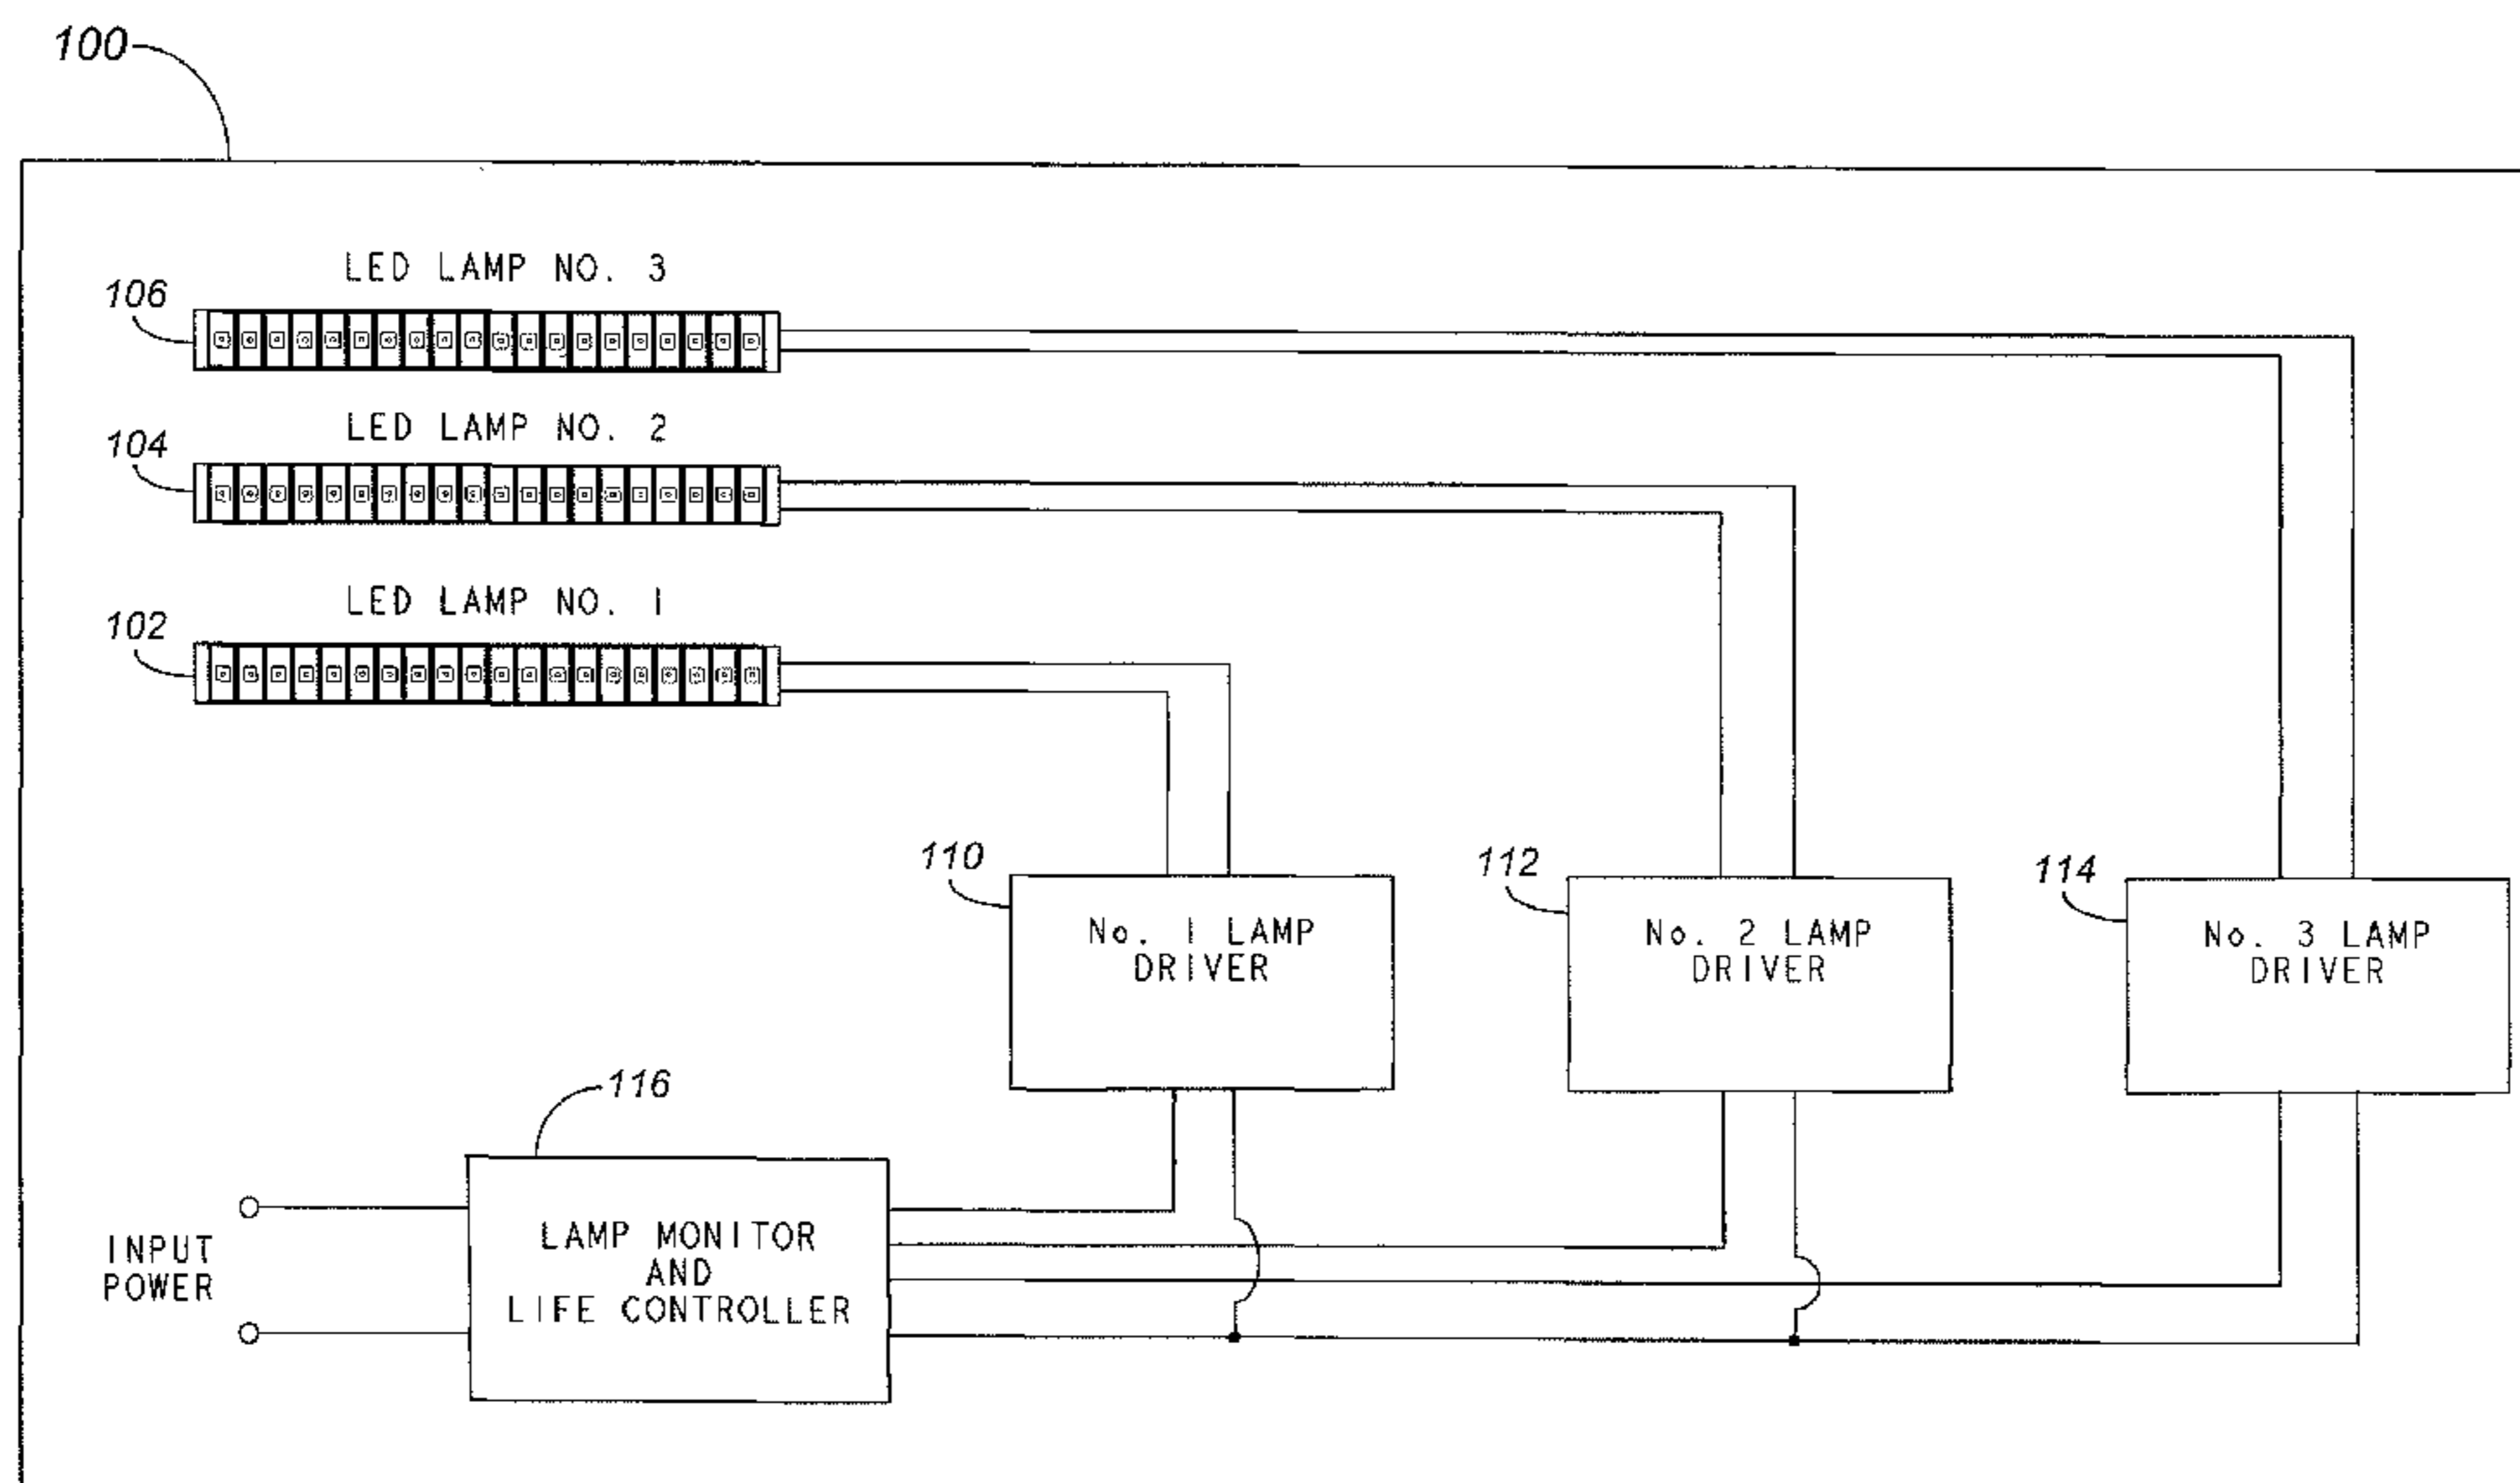 100
LED LAMP NO. 3
106
LED LAMP NO. 2
104
LED LAMP NO. 1
102
110
No. 1 LAMP
DRIVER
112
No. 2 LAMP
DRIVER
114
No. 3 LAMP
DRIVER
116
INPUT
POWER
LAMP MONITOR
AND
LIFE CONTROLLER